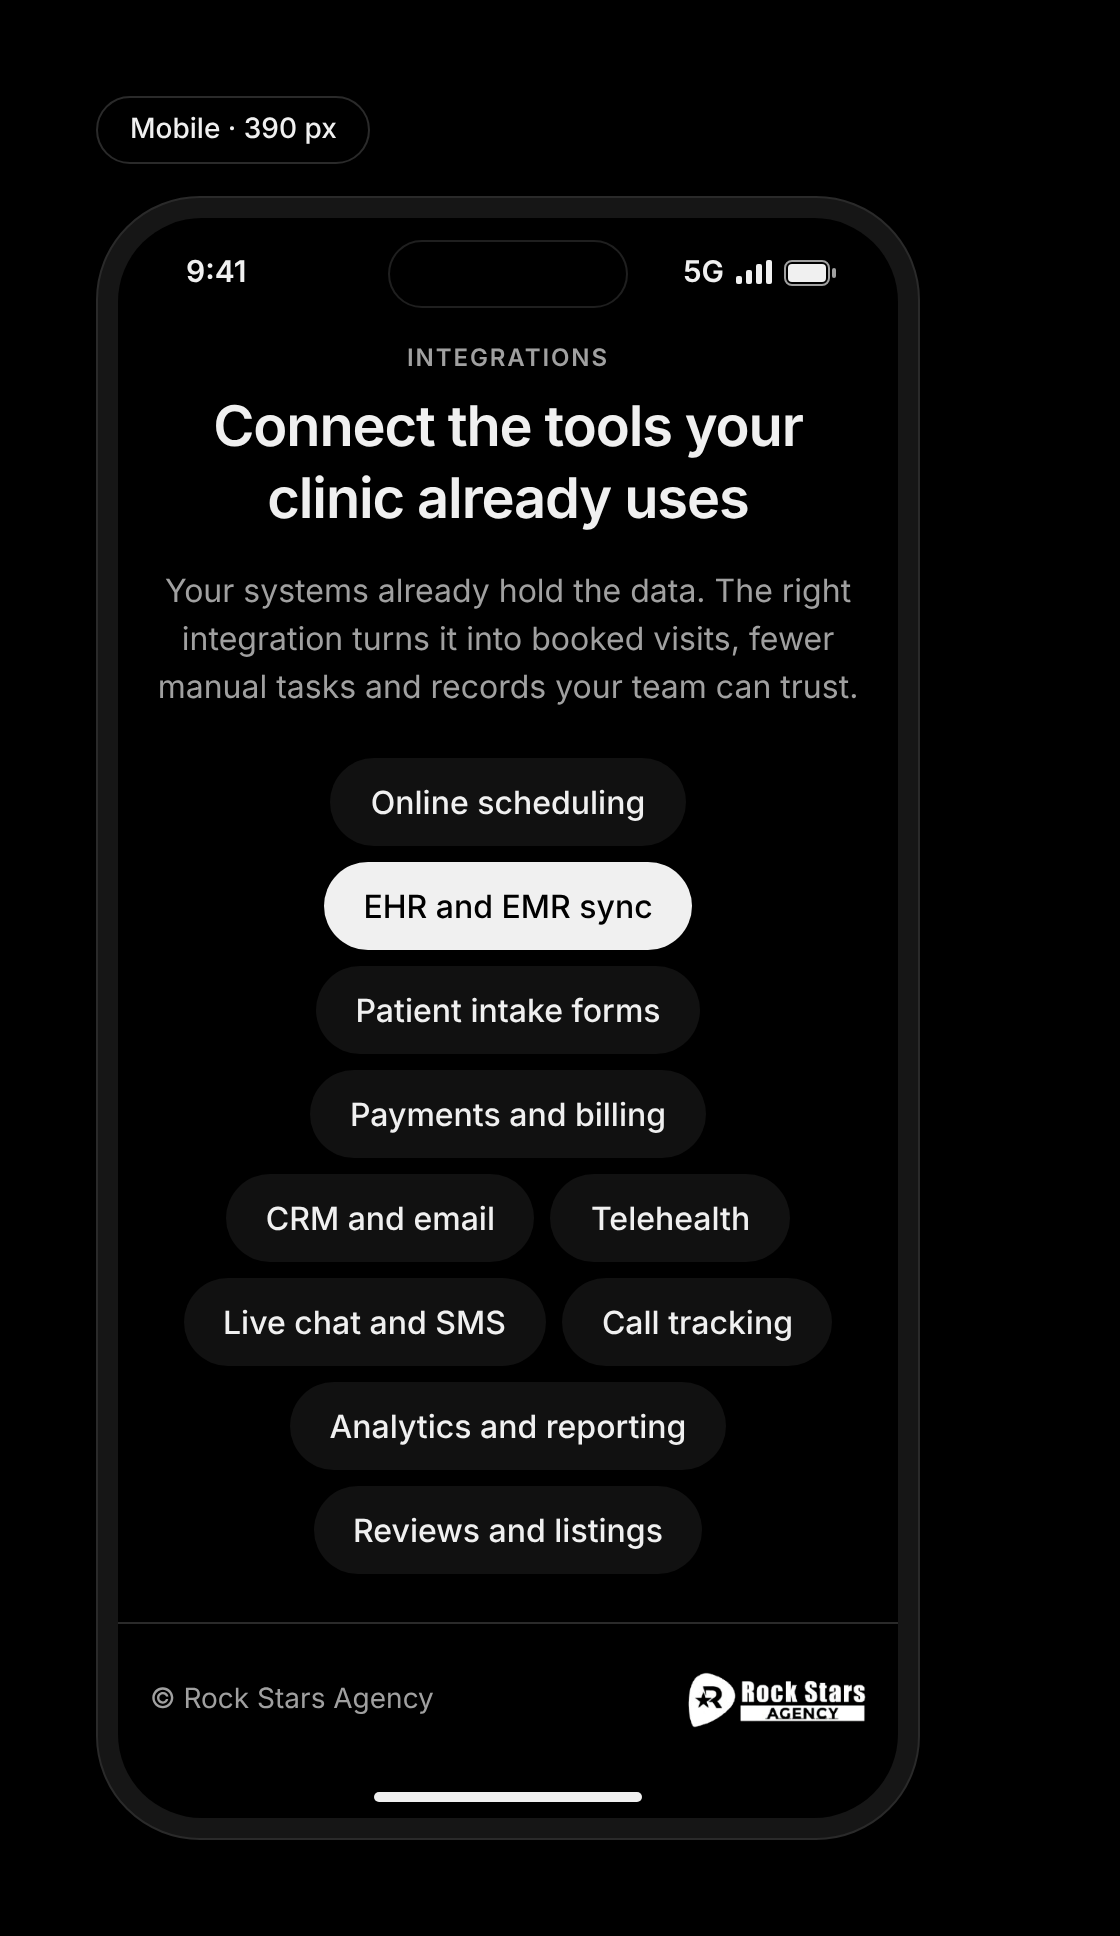 Mobile · 390 px
9:41
5G
INTEGRATIONS
Connect the tools your
clinic already uses
Your systems already hold the data. The right
integration turns it into booked visits, fewer
manual tasks and records your team can trust.
Online scheduling
EHR and EMR sync
Patient intake forms
Payments and billing
CRM and email
Telehealth
Live chat and SMS
Call tracking
Analytics and reporting
Reviews and listings
© Rock Stars Agency
R
Rock Stars
AGENCY